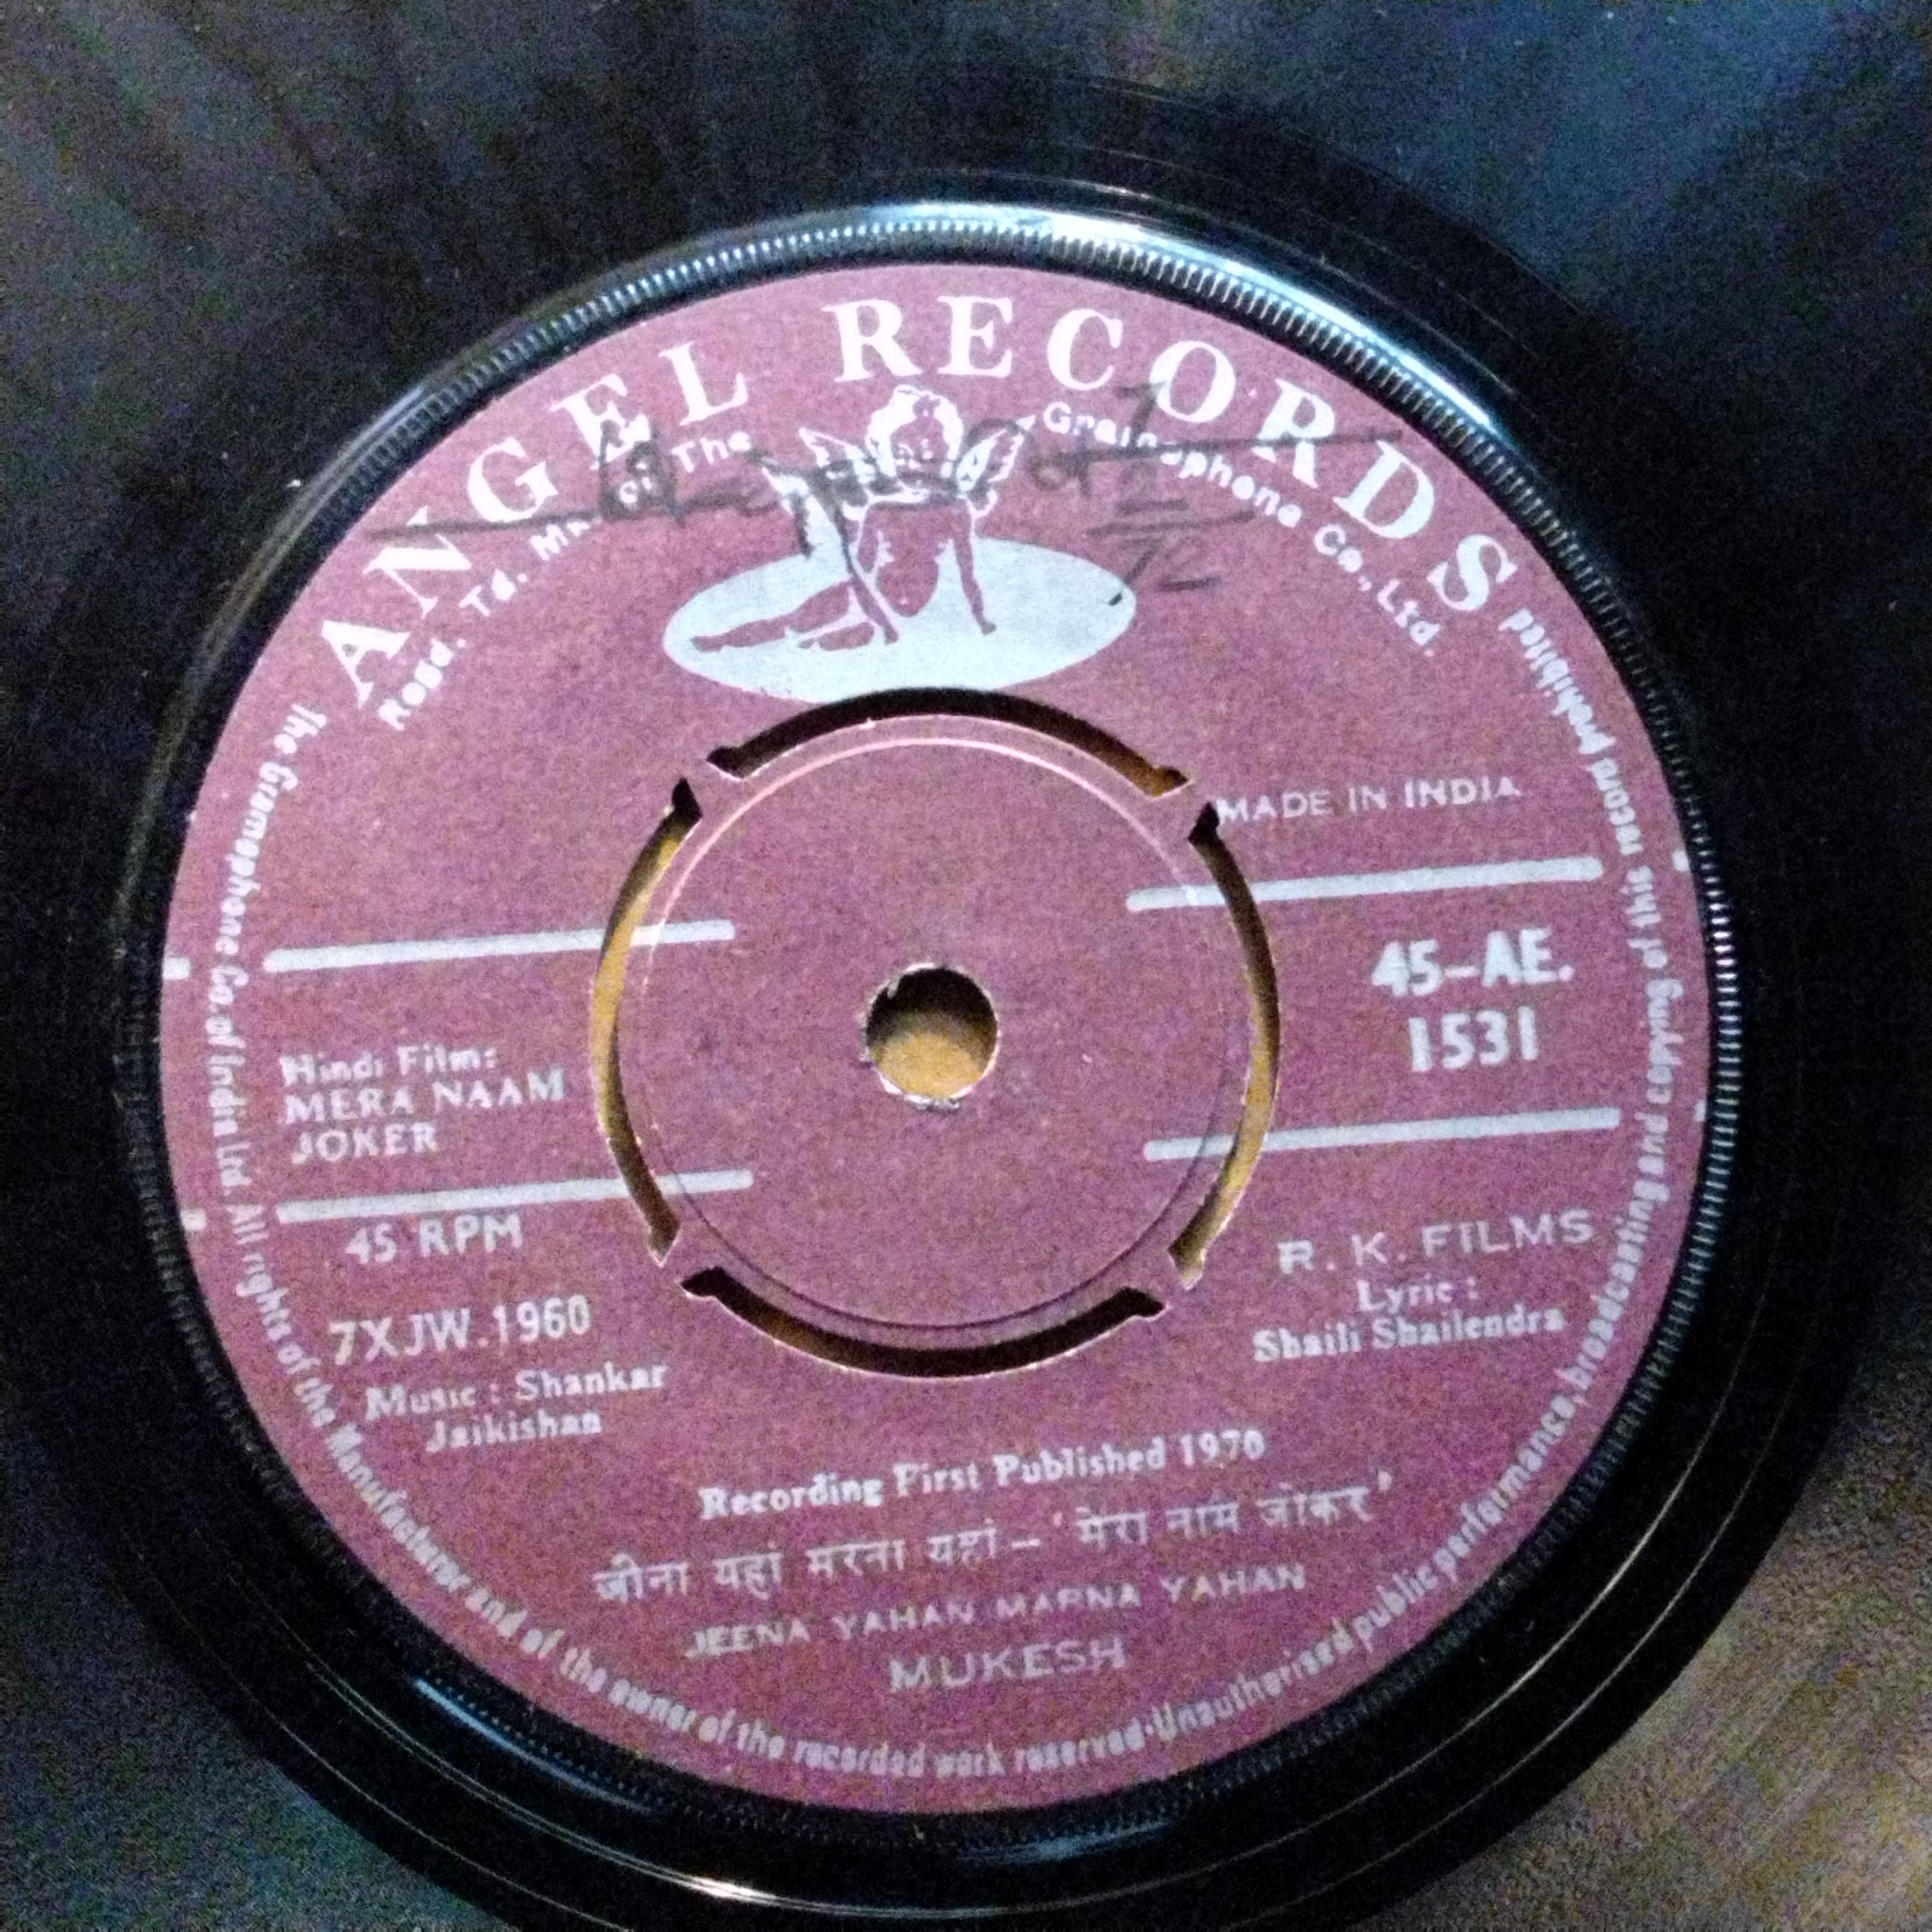 ANGEL RECORDS
Regd. Td. Mk. of The Gramophone Co., Ltd.
MADE IN INDIA
45-AE.
1531
Hindi Film:
MERA NAAM
JOKER
45 RPM
7XJW.1960
Music : Shankar
Jaikishan
R. K. FILMS
Lyric :
Shaili Shailendra
Recording First Published 1970
जीना यहां मरना यहां – ‘मेरा नाम जोकर’
JEENA YAHAN MARNA YAHAN
MUKESH
The Gramophone Co. of India Ltd. All rights of the Manufacturer and of the owner of the recorded work reserved·Unauthorised public performance, broadcasting and copying of this record prohibited